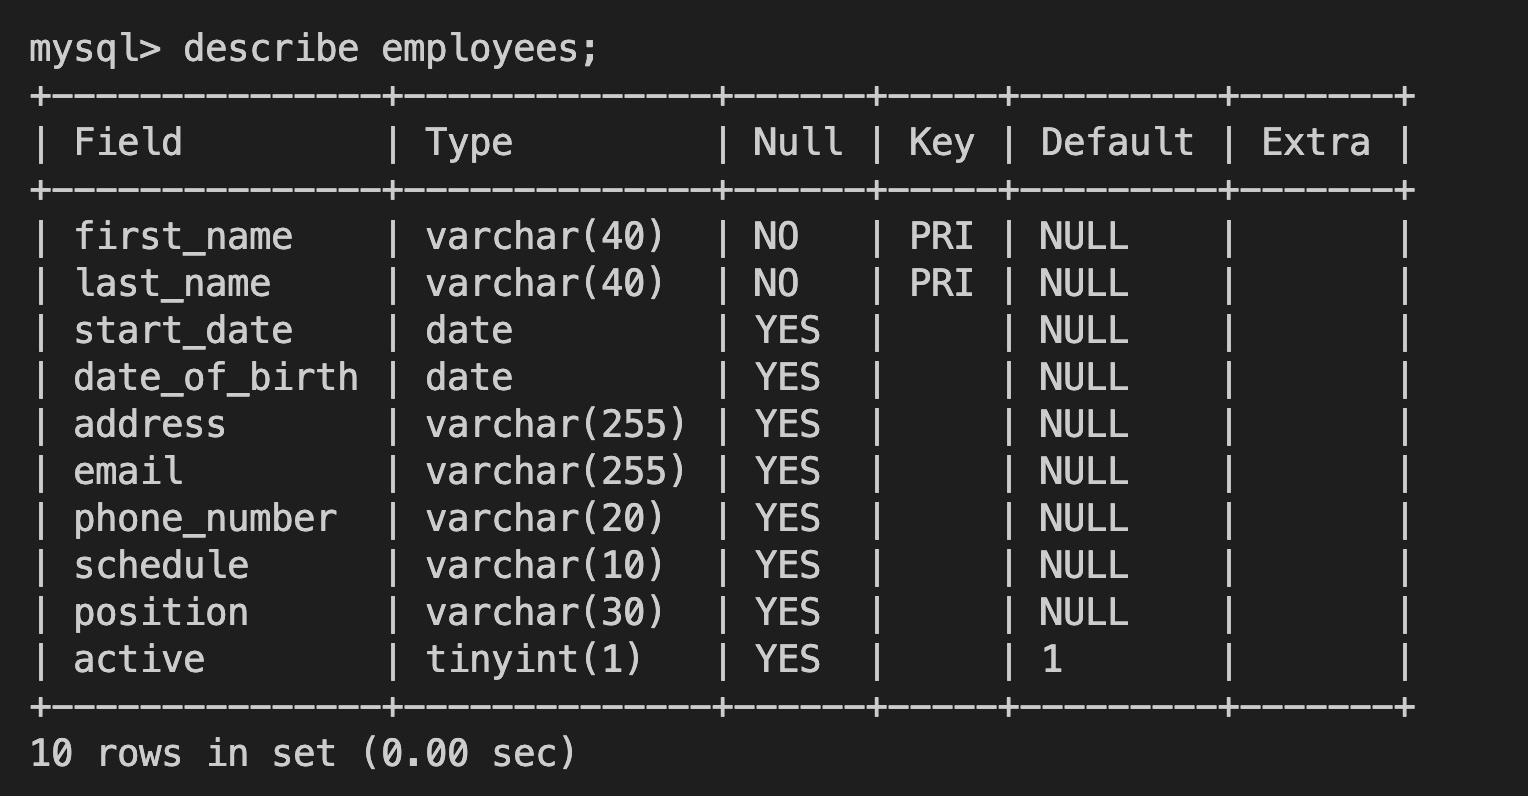 mysql> describe employees;
+---------------+--------------+------+-----+---------+-------+
| Field         | Type         | Null | Key | Default | Extra |
+---------------+--------------+------+-----+---------+-------+
| first_name    | varchar(40)  | NO   | PRI | NULL    |       |
| last_name     | varchar(40)  | NO   | PRI | NULL    |       |
| start_date    | date         | YES  |     | NULL    |       |
| date_of_birth | date         | YES  |     | NULL    |       |
| address       | varchar(255) | YES  |     | NULL    |       |
| email         | varchar(255) | YES  |     | NULL    |       |
| phone_number  | varchar(20)  | YES  |     | NULL    |       |
| schedule      | varchar(10)  | YES  |     | NULL    |       |
| position      | varchar(30)  | YES  |     | NULL    |       |
| active        | tinyint(1)   | YES  |     | 1       |       |
+---------------+--------------+------+-----+---------+-------+
10 rows in set (0.00 sec)